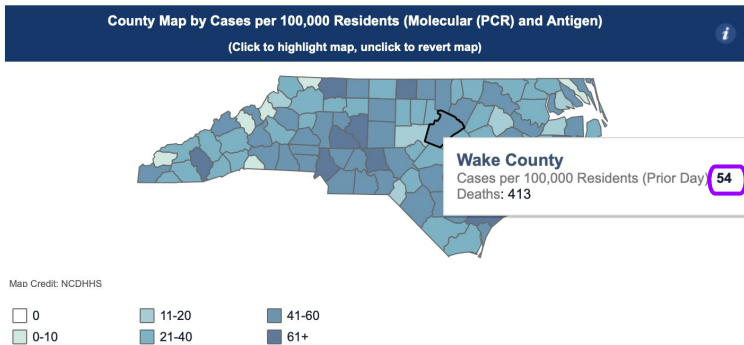 County Map by Cases per 100,000 Residents (Molecular (PCR) and Antigen)
(Click to highlight map, unclick to revert map)
i
Wake County
Cases per 100,000 Residents (Prior Day) 54
Deaths: 413
Map Credit: NCDHHS
0
11-20
41-60
0-10
21-40
61+